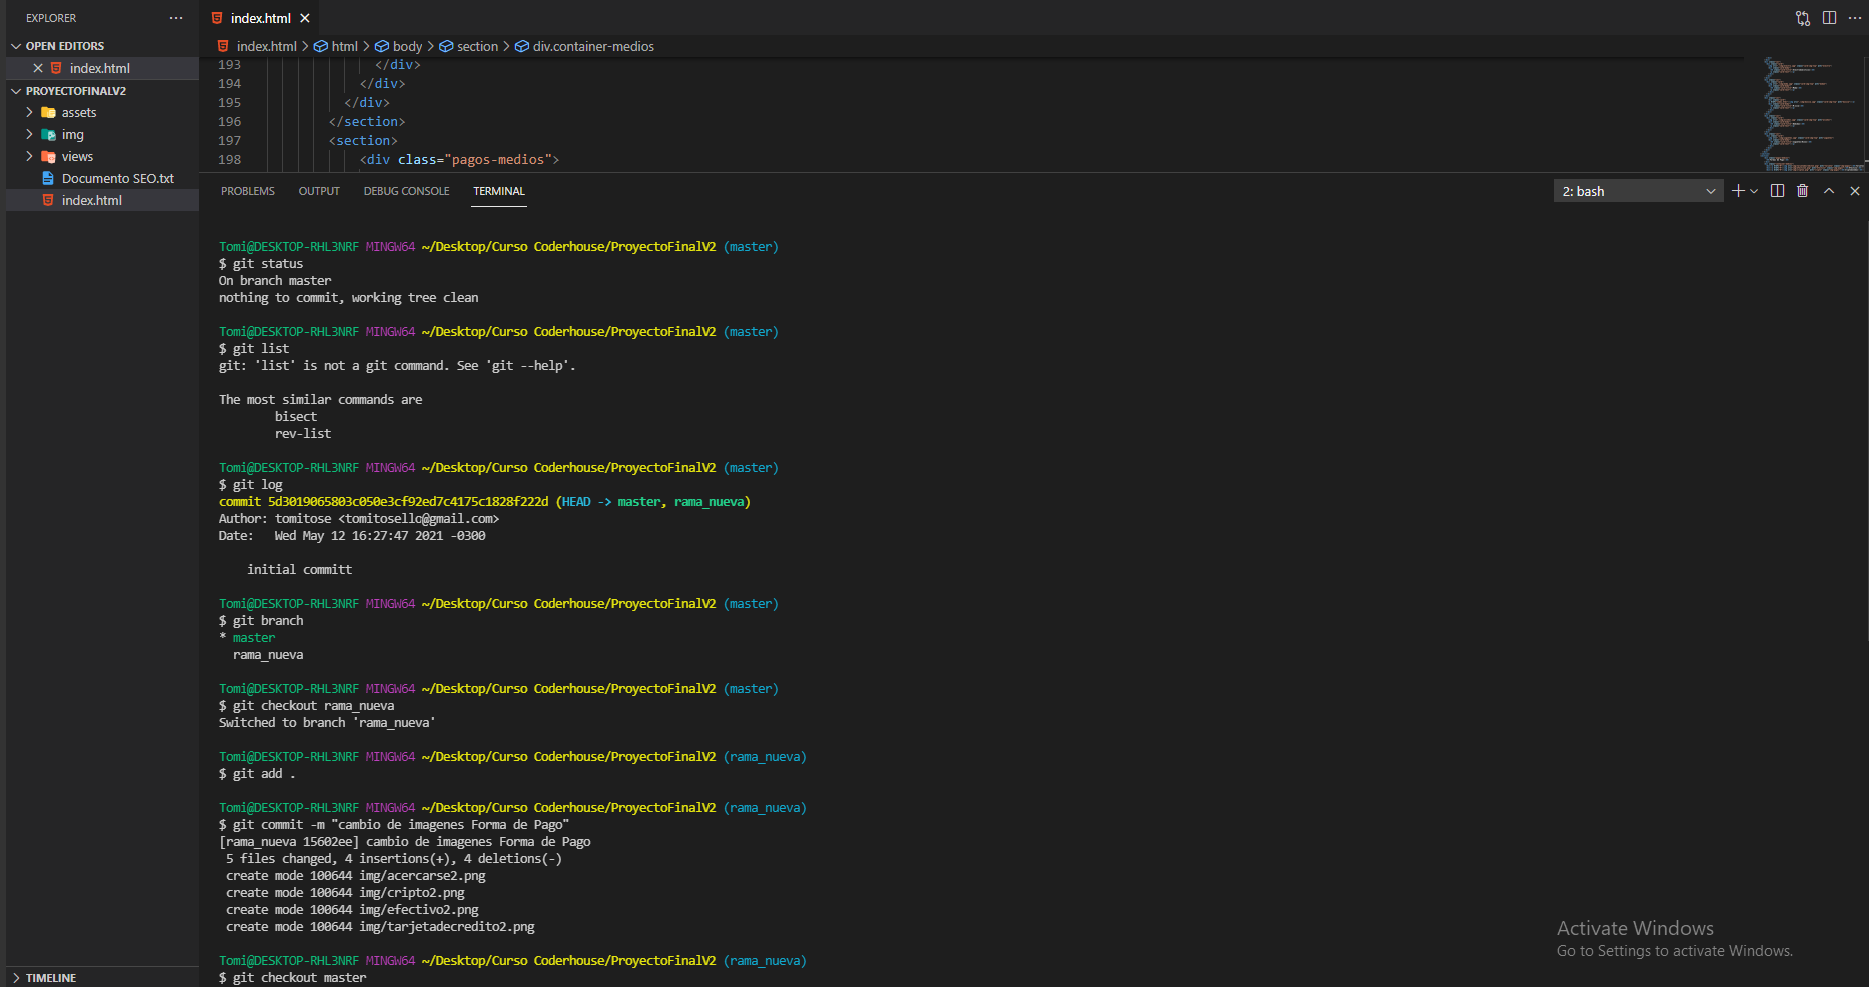 EXPLORER
OPEN EDITORS
index.html
PROYECTOFINALV2
assets
img
views
Documento SEO.txt
index.html
TIMELINE
index.html
index.html > html > body > section > div.container-medios
193 </div>
194 </div>
195 </div>
196 </section>
197 <section>
198 <div class="pagos-medios">
PROBLEMS OUTPUT DEBUG CONSOLE TERMINAL
2: bash
Tomi@DESKTOP-RHL3NRF MINGW64 ~/Desktop/Curso Coderhouse/ProyectoFinalV2 (master)
$ git status
On branch master
nothing to commit, working tree clean
Tomi@DESKTOP-RHL3NRF MINGW64 ~/Desktop/Curso Coderhouse/ProyectoFinalV2 (master)
$ git list
git: 'list' is not a git command. See 'git --help'.
The most similar commands are
bisect
rev-list
Tomi@DESKTOP-RHL3NRF MINGW64 ~/Desktop/Curso Coderhouse/ProyectoFinalV2 (master)
$ git log
commit 5d3019065803c050e3cf92ed7c4175c1828f222d (HEAD -> master, rama_nueva)
Author: tomitose <tomitosello@gmail.com>
Date: Wed May 12 16:27:47 2021 -0300
initial committ
Tomi@DESKTOP-RHL3NRF MINGW64 ~/Desktop/Curso Coderhouse/ProyectoFinalV2 (master)
$ git branch
* master
rama_nueva
Tomi@DESKTOP-RHL3NRF MINGW64 ~/Desktop/Curso Coderhouse/ProyectoFinalV2 (master)
$ git checkout rama_nueva
Switched to branch 'rama_nueva'
Tomi@DESKTOP-RHL3NRF MINGW64 ~/Desktop/Curso Coderhouse/ProyectoFinalV2 (rama_nueva)
$ git add .
Tomi@DESKTOP-RHL3NRF MINGW64 ~/Desktop/Curso Coderhouse/ProyectoFinalV2 (rama_nueva)
$ git commit -m "cambio de imagenes Forma de Pago"
[rama_nueva 15602ee] cambio de imagenes Forma de Pago
5 files changed, 4 insertions(+), 4 deletions(-)
create mode 100644 img/acercarse2.png
create mode 100644 img/cripto2.png
create mode 100644 img/efectivo2.png
create mode 100644 img/tarjetadecredito2.png
Tomi@DESKTOP-RHL3NRF MINGW64 ~/Desktop/Curso Coderhouse/ProyectoFinalV2 (rama_nueva)
$ git checkout master
Activate Windows
Go to Settings to activate Windows.